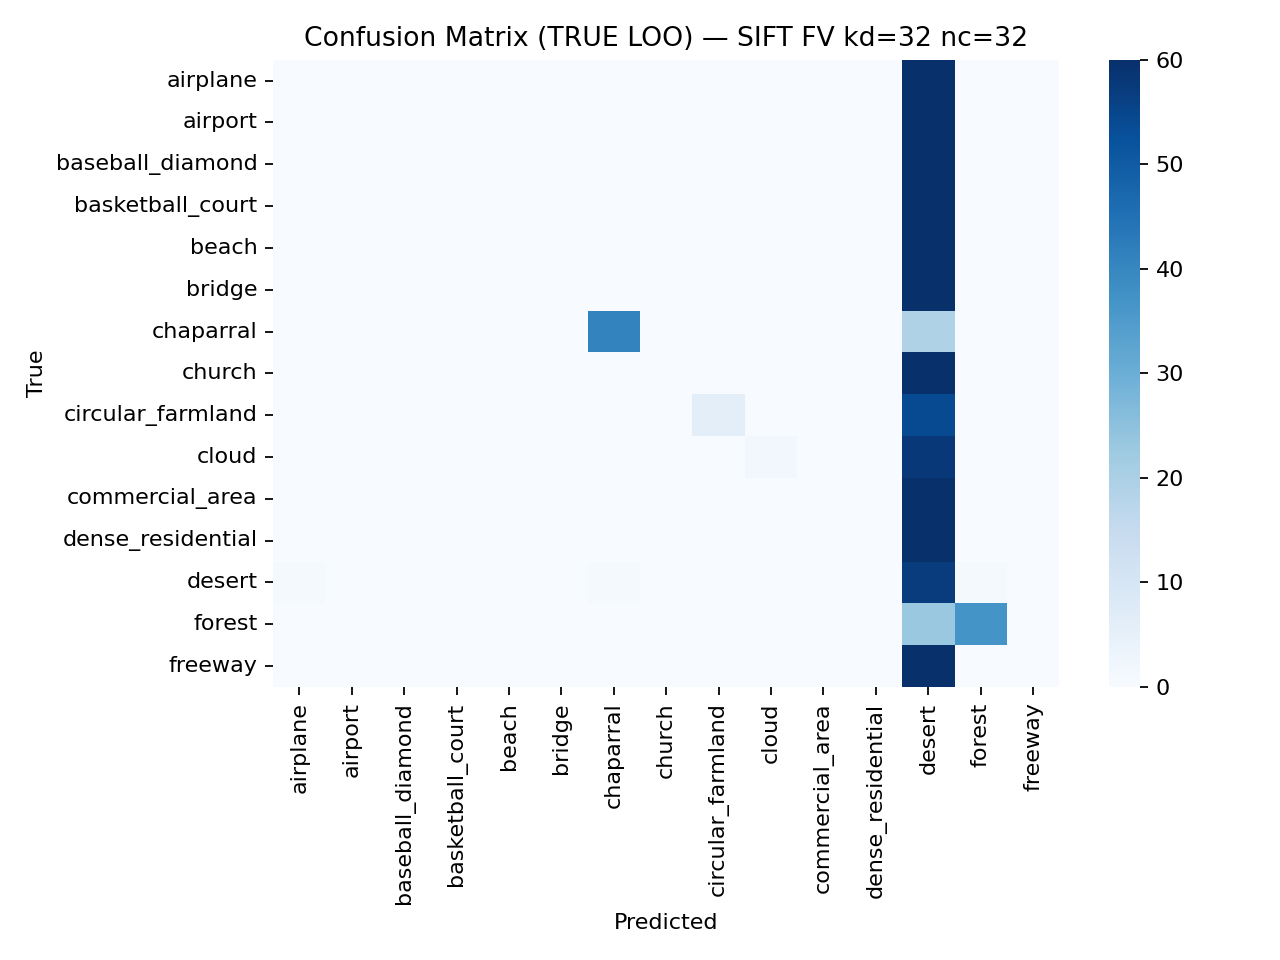 Confusion Matrix (TRUE LOO) — SIFT FV kd=32 nc=32
True
airplane
airport
baseball_diamond
basketball_court
beach
bridge
chaparral
church
circular_farmland
cloud
commercial_area
dense_residential
desert
forest
freeway
airplane
airport
baseball_diamond
basketball_court
beach
bridge
chaparral
church
circular_farmland
cloud
commercial_area
dense_residential
desert
forest
freeway
Predicted
60
50
40
30
20
10
0